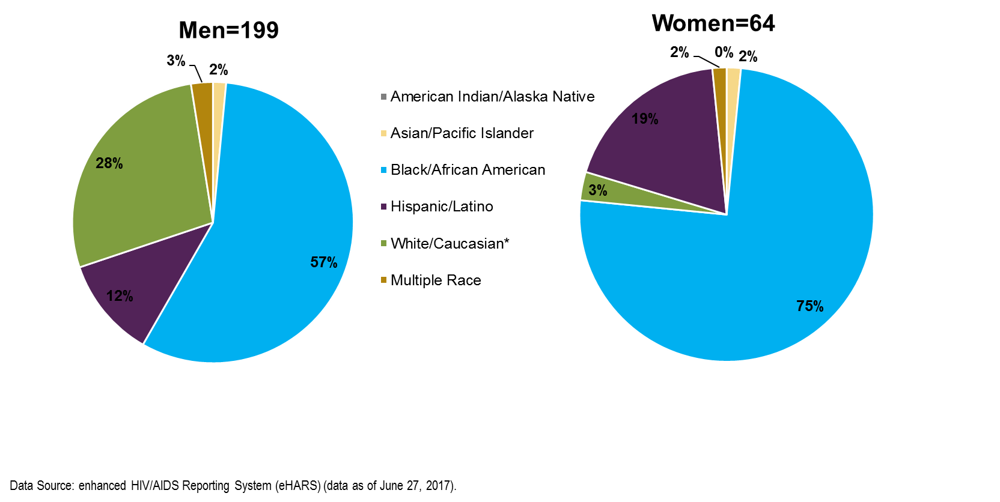 Men=199
3%
2%
28%
57%
12%
American Indian/Alaska Native
Asian/Pacific Islander
Black/African American
Hispanic/Latino
White/Caucasian*
Multiple Race
Women=64
2%
0%
2%
19%
3%
75%
Data Source: enhanced HIV/AIDS Reporting System (eHARS) (data as of June 27, 2017).